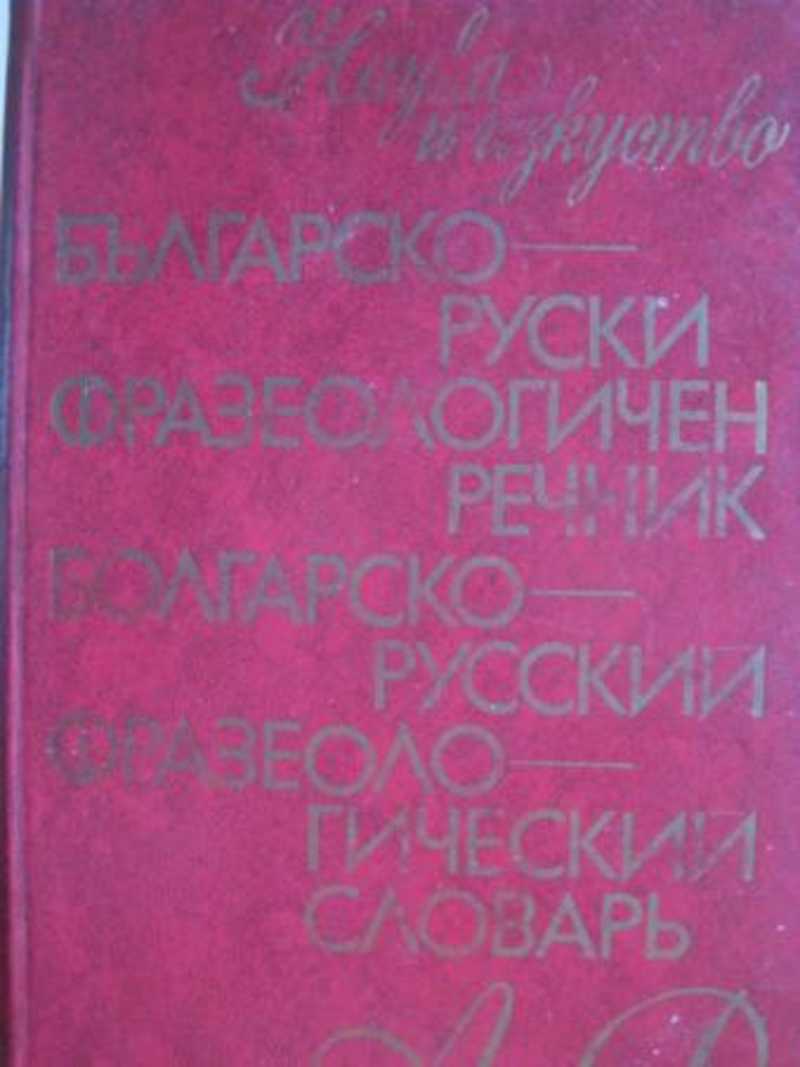 Наука
и изкуство
БЪЛГАРСКО—
РУСКИ
ФРАЗЕОЛОГИЧЕН
РЕЧНИК
БОЛГАРСКО—
РУССКИЙ
ФРАЗЕОЛО—
ГИЧЕСКИЙ
СЛОВАРЬ